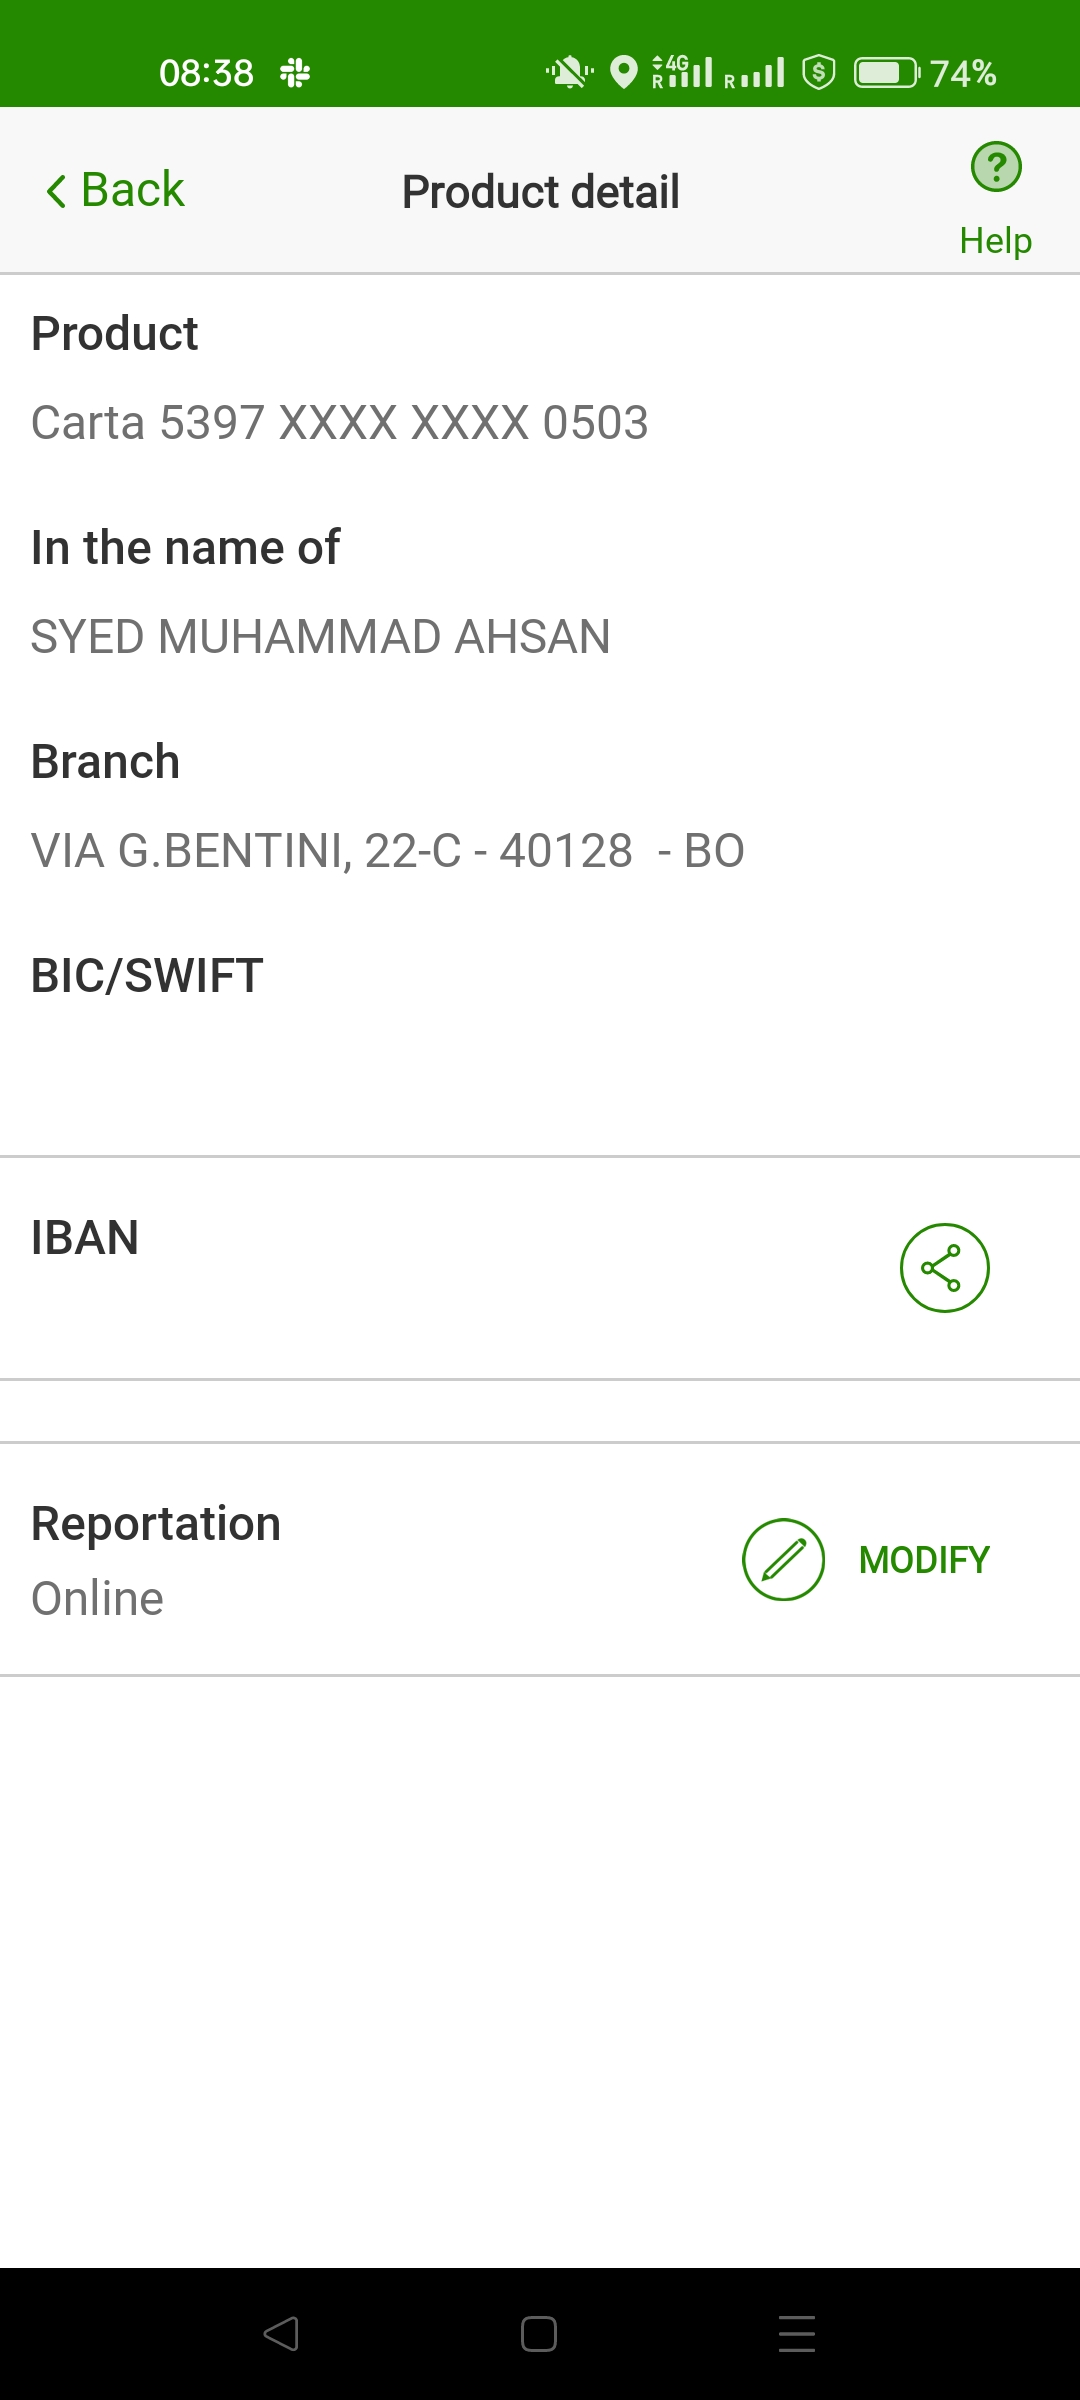 08:38
4G
R
R
74%
Back
Product detail
?
Help
Product
Carta 5397 XXXX XXXX 0503
In the name of
SYED MUHAMMAD AHSAN
Branch
VIA G.BENTINI, 22-C - 40128  - BO
BIC/SWIFT
IBAN
Reportation
Online
MODIFY